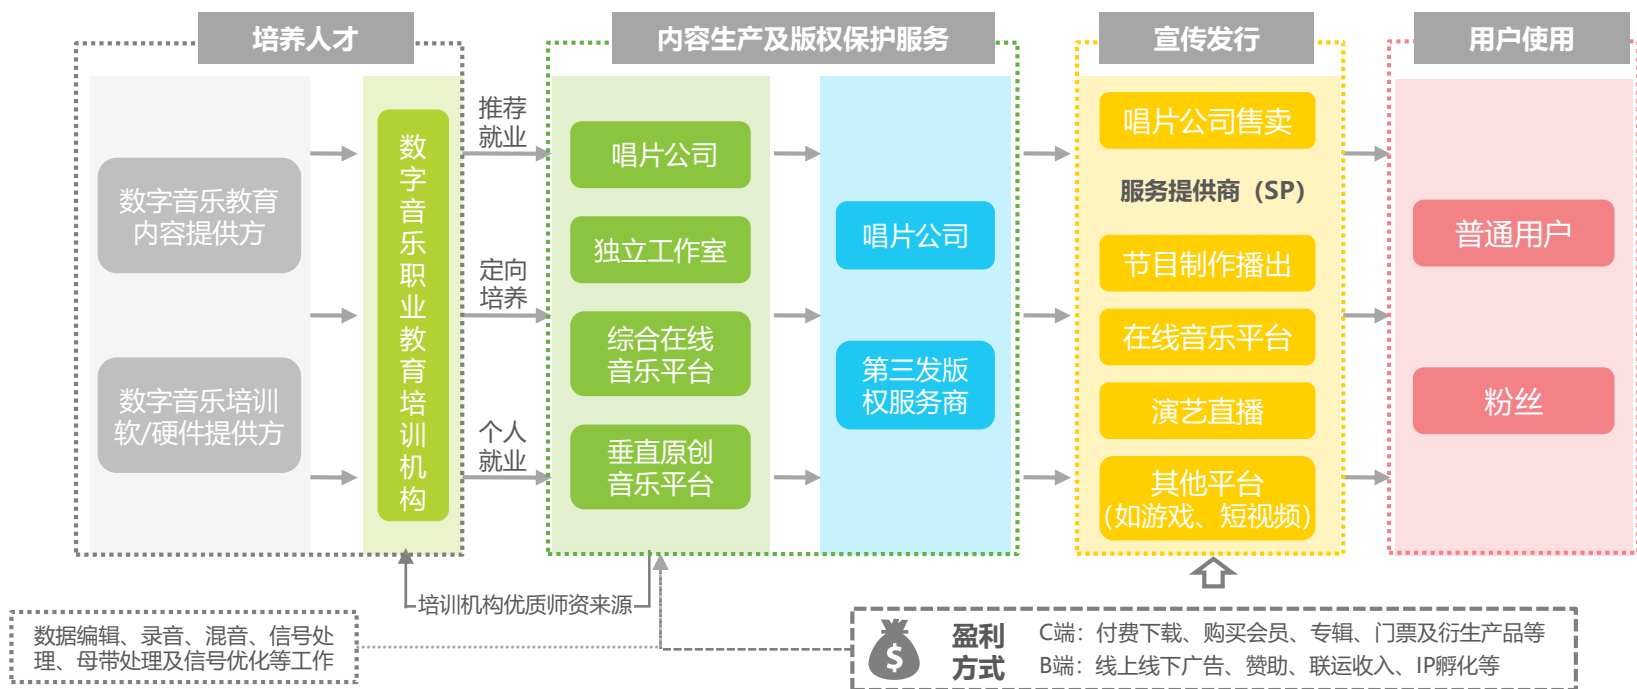 培养人才
内容生产及版权保护服务
宣传发行
用户使用
数字音乐教育
内容提供方
数字音乐培训
软/硬件提供方
数字音乐职业教育培训机构
推荐
就业
定向
培养
个人
就业
唱片公司
独立工作室
综合在线
音乐平台
垂直原创
音乐平台
唱片公司
第三发版
权服务商
唱片公司售卖
服务提供商（SP）
节目制作播出
在线音乐平台
演艺直播
其他平台
（如游戏、短视频）
普通用户
粉丝
培训机构优质师资来源
数据编辑、录音、混音、信号处
理、母带处理及信号优化等工作
$
盈利
方式
C端：付费下载、购买会员、专辑、门票及衍生产品等
B端：线上线下广告、赞助、联运收入、IP孵化等